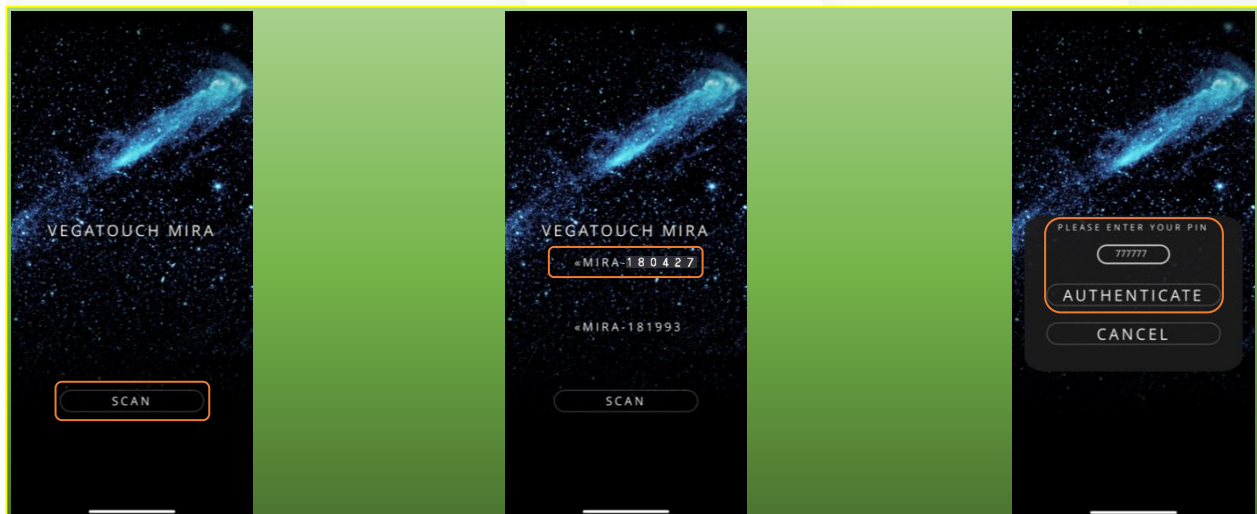 VEGATOUCH MIRA
SCAN
VEGATOUCH MIRA
«MIRA-180427
«MIRA-181993
SCAN
PLEASE ENTER YOUR PIN
777777
AUTHENTICATE
CANCEL